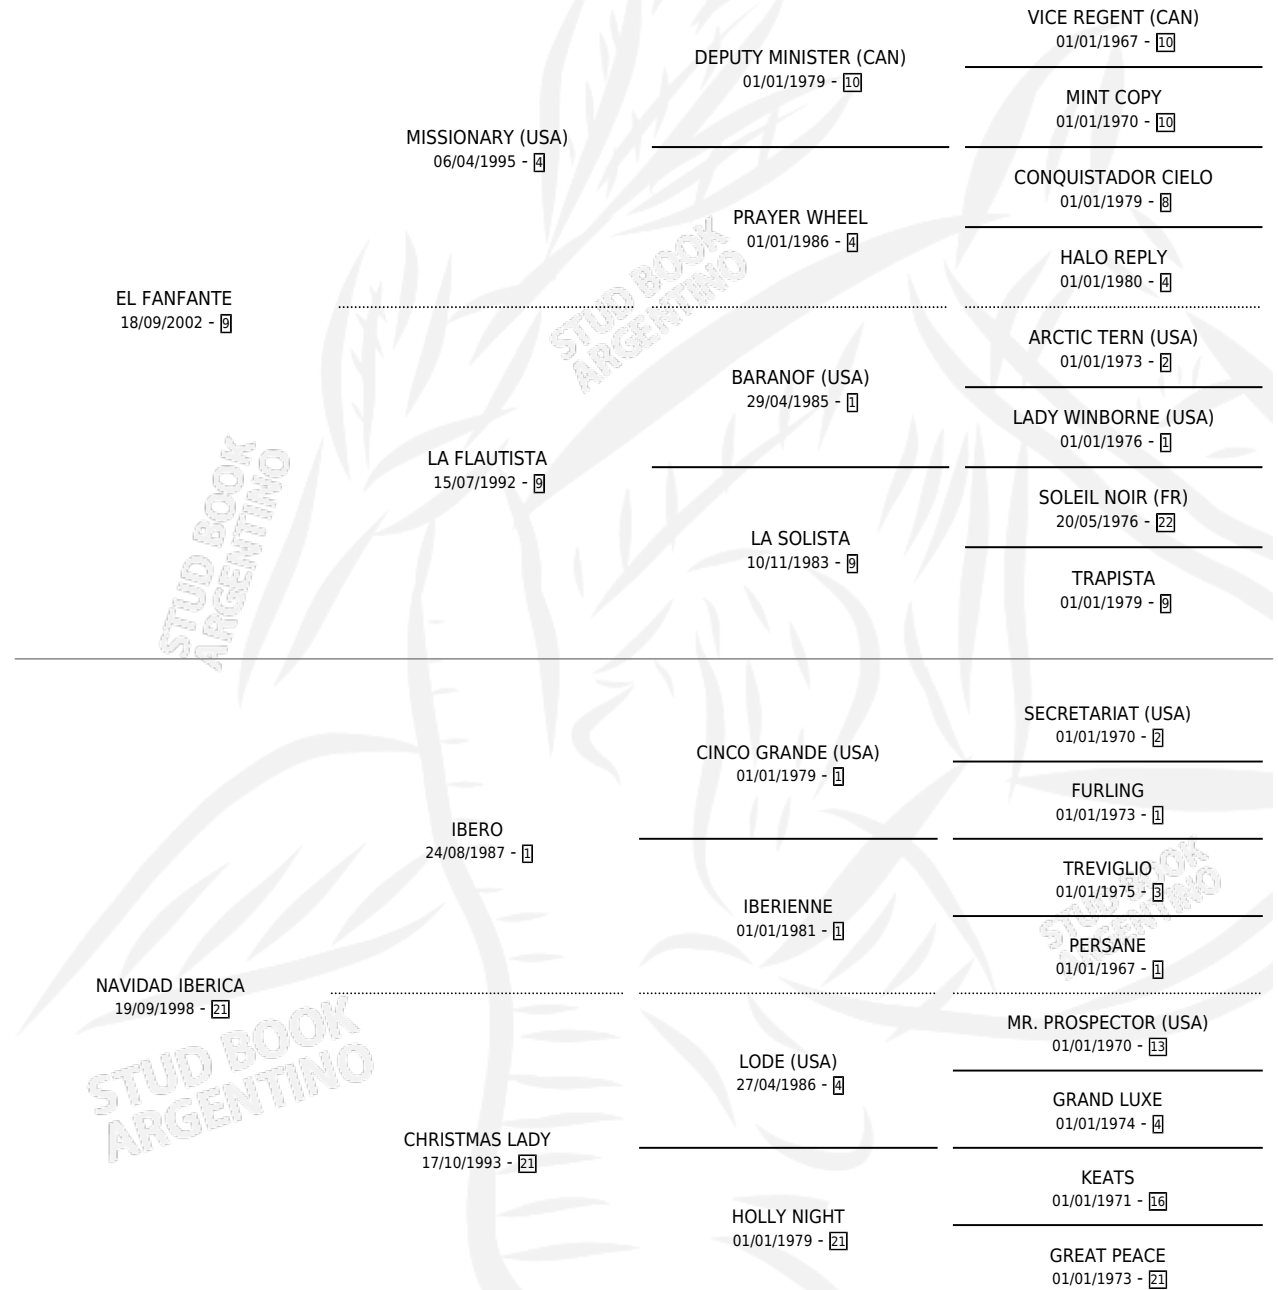 VICE REGENT (CAN)
01/01/1967 - 10
DEPUTY MINISTER (CAN)
01/01/1979 - 10
MINT COPY
01/01/1970 - 10
MISSIONARY (USA)
06/04/1995 - 4
CONQUISTADOR CIELO
01/01/1979 - 8
PRAYER WHEEL
01/01/1986 - 4
HALO REPLY
01/01/1980 - 4
EL FANFANTE
18/09/2002 - 9
ARCTIC TERN (USA)
01/01/1973 - 2
BARANOF (USA)
29/04/1985 - 1
LADY WINBORNE (USA)
01/01/1976 - 1
LA FLAUTISTA
15/07/1992 - 9
SOLEIL NOIR (FR)
20/05/1976 - 22
LA SOLISTA
10/11/1983 - 9
TRAPISTA
01/01/1979 - 9
SECRETARIAT (USA)
01/01/1970 - 2
CINCO GRANDE (USA)
01/01/1979 - 1
FURLING
01/01/1973 - 1
IBERO
24/08/1987 - 1
TREVIGLIO
01/01/1975 - 3
IBERIENNE
01/01/1981 - 1
PERSANE
01/01/1967 - 1
NAVIDAD IBERICA
19/09/1998 - 21
MR. PROSPECTOR (USA)
01/01/1970 - 13
LODE (USA)
27/04/1986 - 4
GRAND LUXE
01/01/1974 - 4
CHRISTMAS LADY
17/10/1993 - 21
KEATS
01/01/1971 - 16
HOLLY NIGHT
01/01/1979 - 21
GREAT PEACE
01/01/1973 - 21
STUD BOOK
ARGENTINO
STUD BOOK
ARGENTINO
STUD BOOK
ARGENTINO
STUD BOOK
ARGENTINO